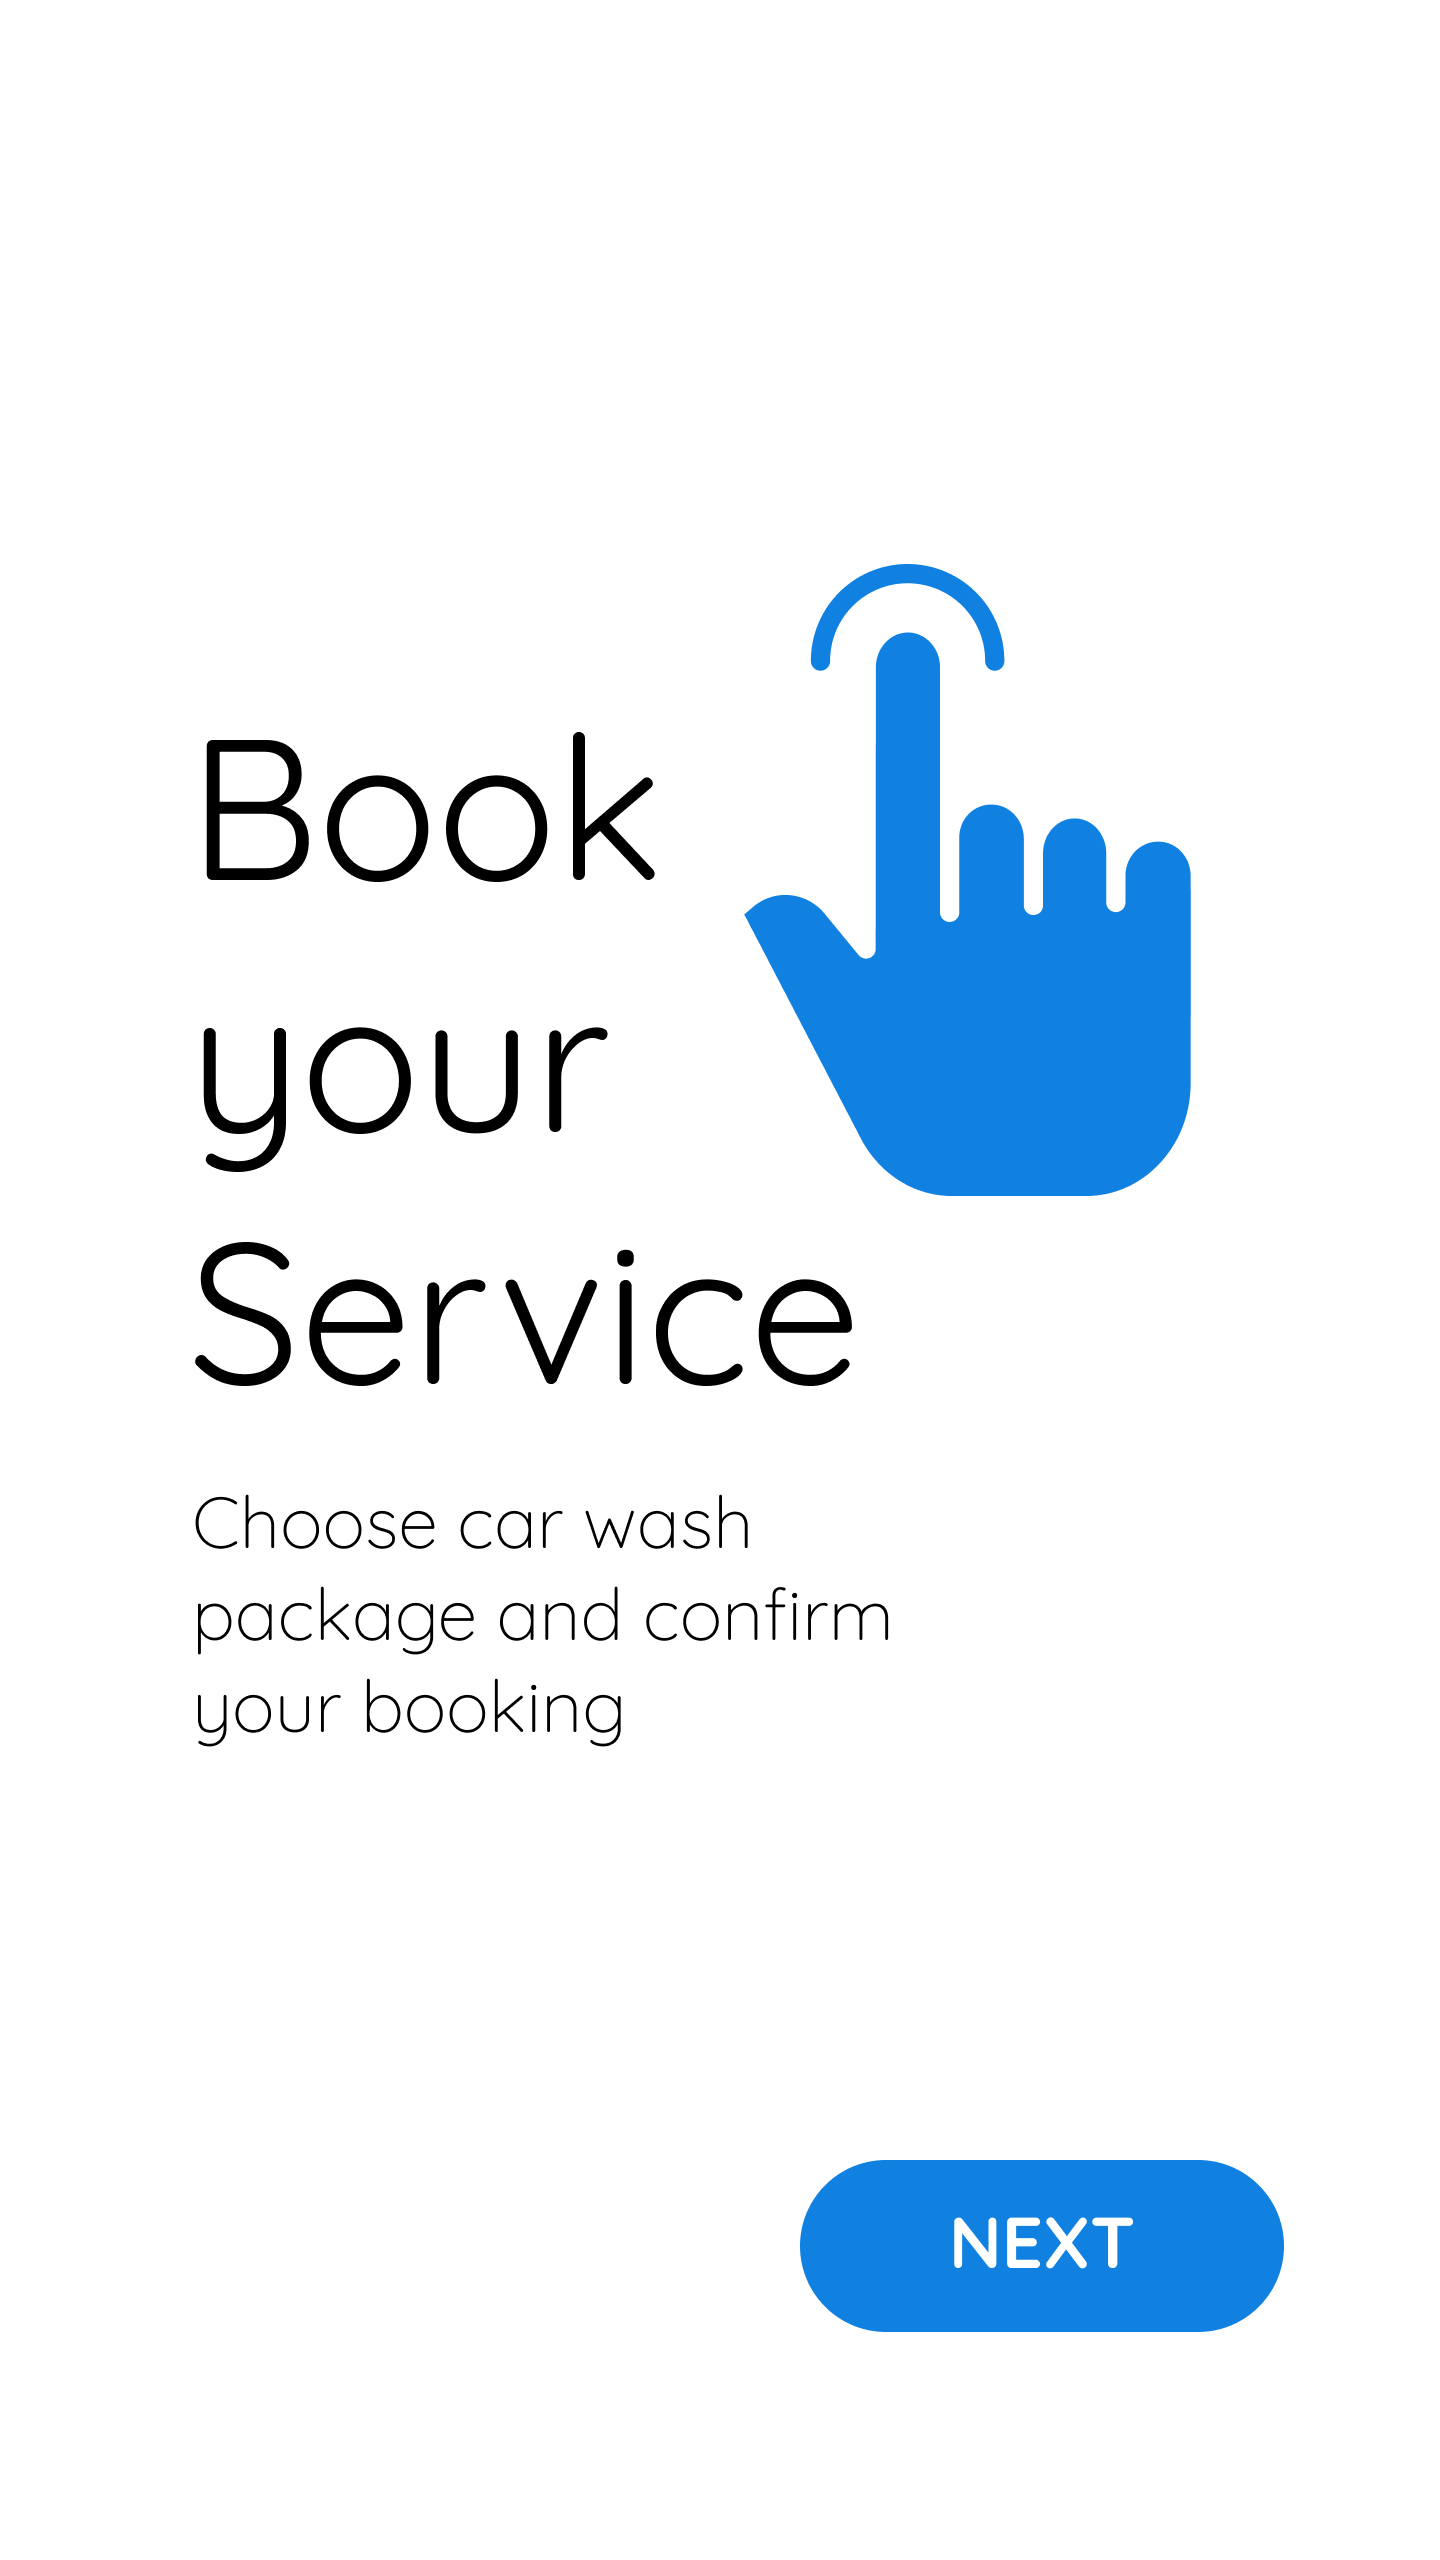 Book
your
Service
Choose car wash
package and confirm
your booking
NEXT